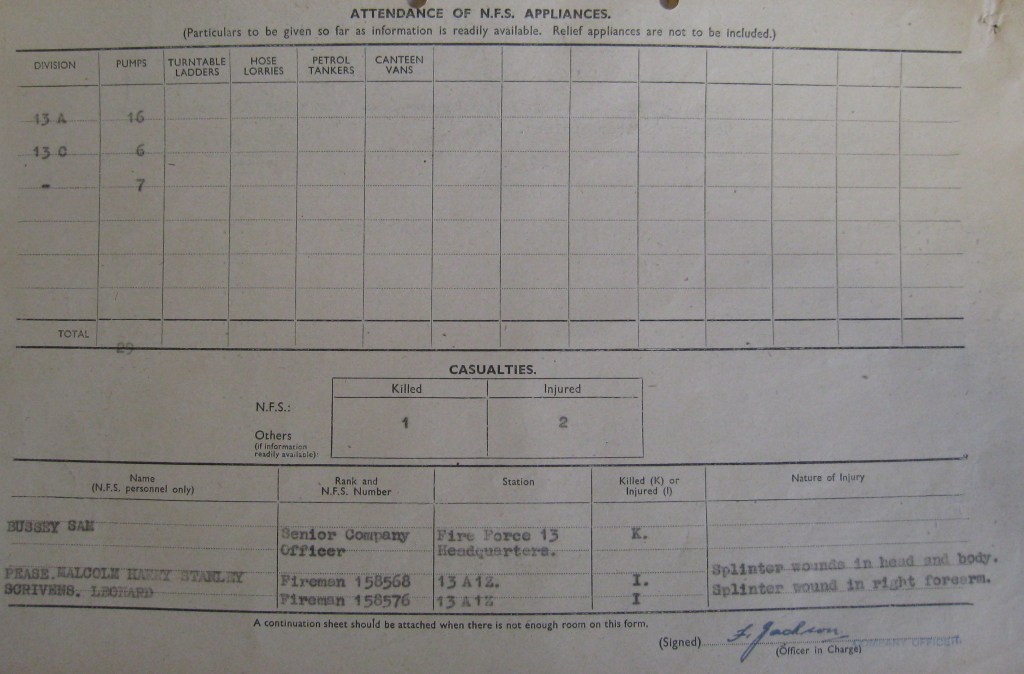 ATTENDANCE OF N.F.S. APPLIANCES.
(Particulars to be given so far as information is readily available. Relief appliances are not to be included.)
DIVISION PUMPS TURNTABLE LADDERS HOSE LORRIES PETROL TANKERS CANTEEN VANS
13 A 16
13 C 6
- 7
TOTAL 29
CASUALTIES.
Killed Injured
N.F.S.: 1 2
Others
(if information
readily available):
Name Rank and Station Killed (K) or Nature of Injury
(N.F.S. personnel only) N.F.S. Number Injured (I)
BUSSEY SAM Senior Company Fire Force 13 K.
Officer Headquarters.
PEASE. MALCOLM HARRY STANLEY Fireman 158568 13 A1Z. I. Splinter wounds in head and body.
SCRIVENS. LEONARD Fireman 158576 13 A1Z I Splinter wound in right forearm.
A continuation sheet should be attached when there is not enough room on this form.
(Signed) F. Jackson COMPANY OFFICER.
(Officer in Charge)